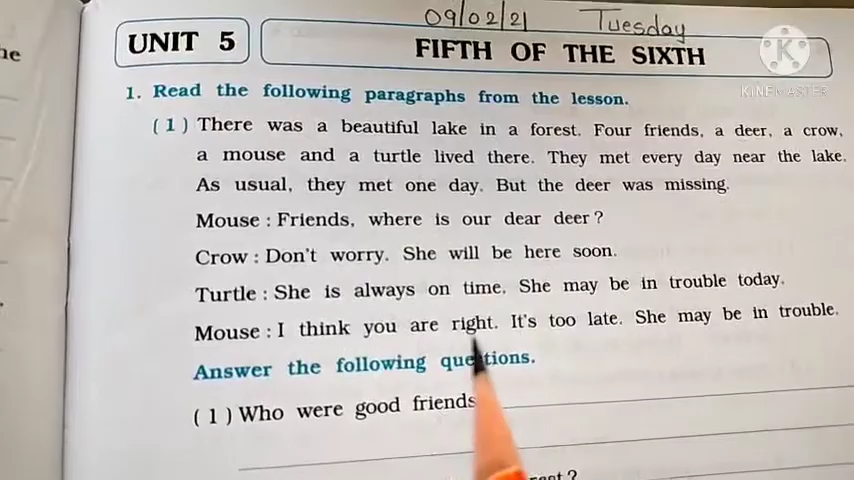 he
09/02/21 Tuesday
UNIT 5
FIFTH OF THE SIXTH
KINEMASTER
1. Read the following paragraphs from the lesson.
(1) There was a beautiful lake in a forest. Four friends, a deer, a crow,
a mouse and a turtle lived there. They met every day near the lake.
As usual, they met one day. But the deer was missing.
Mouse : Friends, where is our dear deer?
Crow : Don't worry. She will be here soon.
Turtle : She is always on time. She may be in trouble today.
Mouse : I think you are right. It's too late. She may be in trouble.
Answer the following questions.
(1) Who were good friends